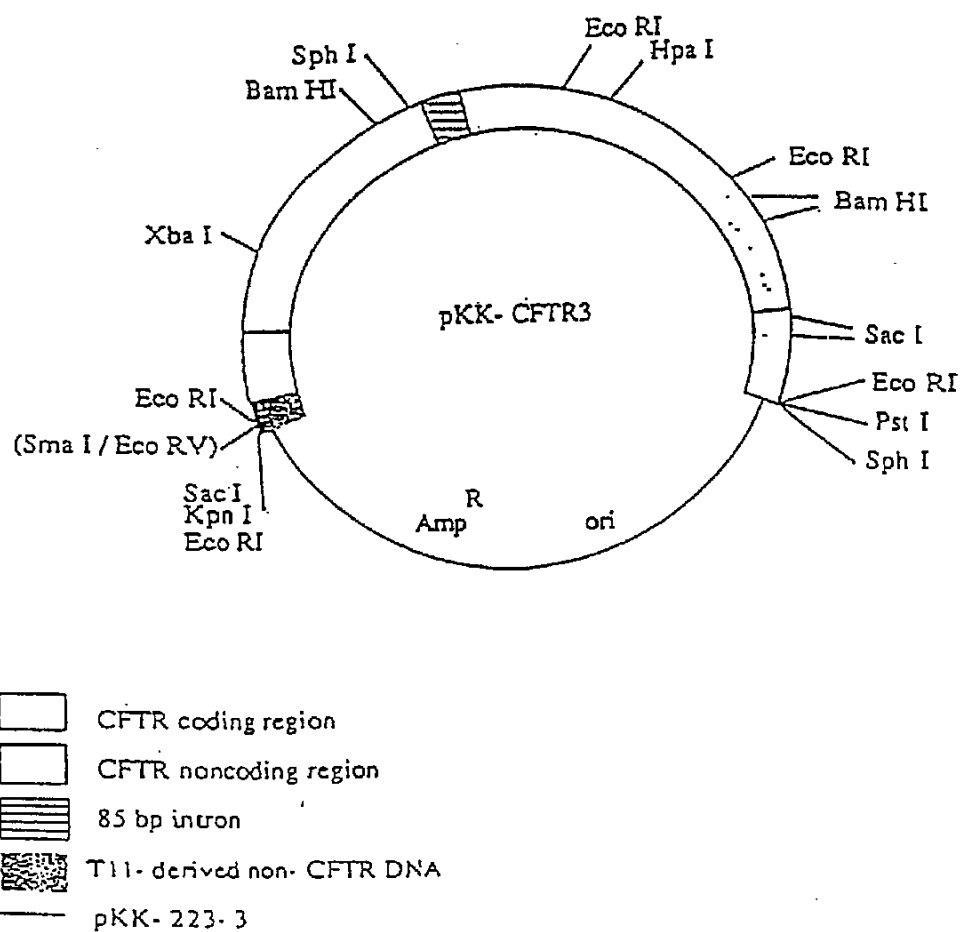 Eco RI
Hpa I
Sph I
Bam HI
Eco RI
Bam HI
Xba I
pKK- CFTR3
Sac I
Eco RI
Pst I
Sph I
Eco RI
(Sma I / Eco RV)
Sac I
Kpn I
Eco RI
Amp R
ori
CFTR coding region
CFTR noncoding region
85 bp intron
T11- derived non- CFTR DNA
pKK- 223- 3